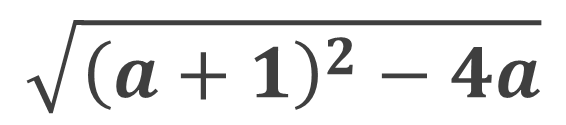 √((a + 1)² − 4a)